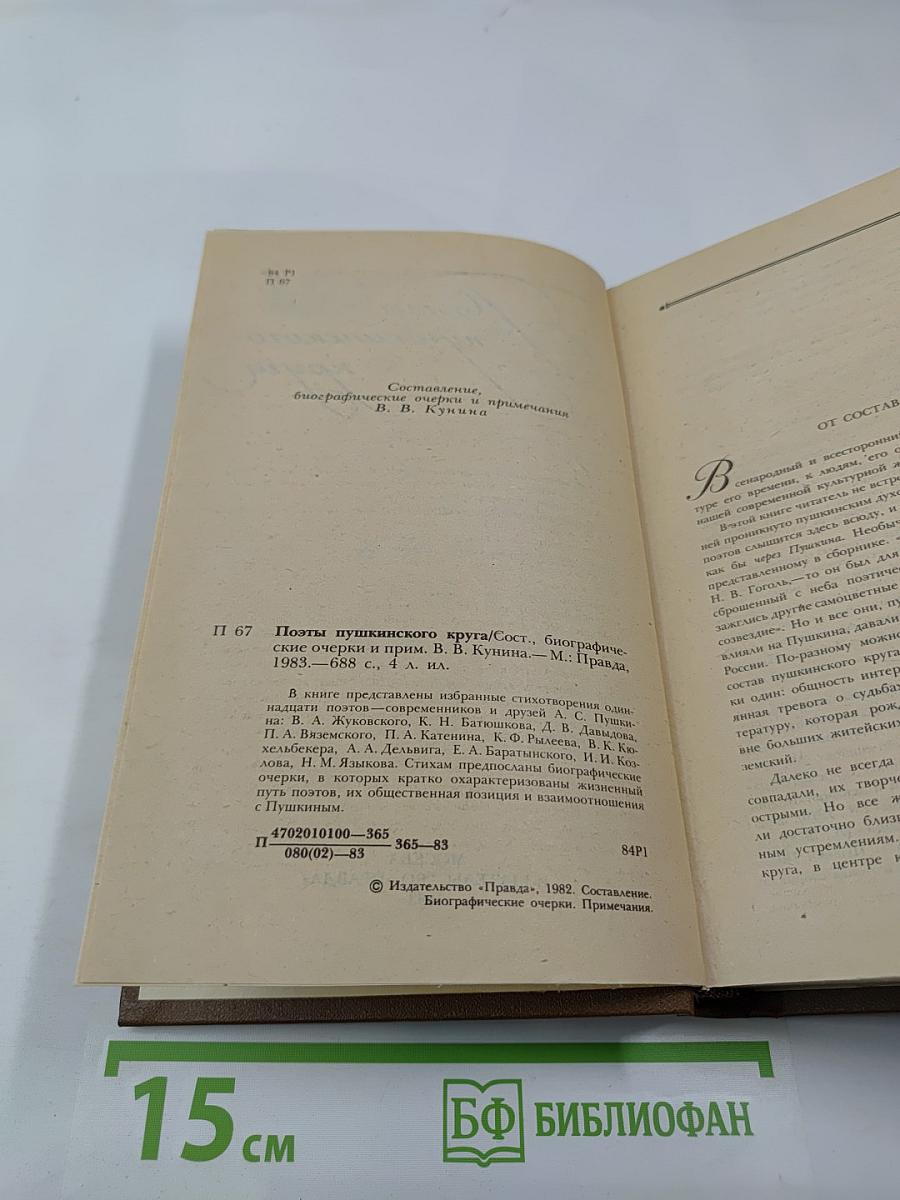 84 Р1
П 67
Составление,
биографические очерки и примечания
В. В. Кунина
П 67 Поэты пушкинского круга/Сост., биографиче-
ские очерки и прим. В. В. Кунина.— М.: Правда,
1983.—688 с., 4 л. ил.
В книге представлены избранные стихотворения один-
надцати поэтов—современников и друзей А. С. Пушки-
на: В. А. Жуковского, К. Н. Батюшкова, Д. В. Давыдова,
П. А. Вяземского, П. А. Катенина, К. Ф. Рылеева, В. К. Кю-
хельбекера, А. А. Дельвига, Е. А. Баратынского, И. И. Коз-
лова, Н. М. Языкова. Стихам предпосланы биографические
очерки, в которых кратко охарактеризованы жизненный
путь поэтов, их общественная позиция и взаимоотношения
с Пушкиным.
П 4702010100—365
080(02)—83
365—83
84Р1
© Издательство «Правда», 1982. Составление.
Биографические очерки. Примечания.
ОТ СОСТАВ
Всенародный и всесторонний
туре его времени, к людям, его о
нашей современной культурной ж
В этой книге читатель не встре
ней проникнуто пушкинским духо
поэтов слышится здесь всюду, и
как бы через Пушкина. Необыч
представленному в сборнике. «
Н. В. Гоголь,—то он был для
сброшенный с неба поэтичес
зажглись другие самоцветные
созвездие». Но и все они, пу
влияли на Пушкина, давали
России. По-разному можно
состав пушкинского круга
ки один: общность интер
янная тревога о судьбах
тературу, которая рожд
вне больших житейских
земский.
Далеко не всегда
совпадали, их творче
острыми. Но все ж
ли достаточно близ
ным устремлениям.
круга, в центре к
15 см
БФ БИБЛИОФАН